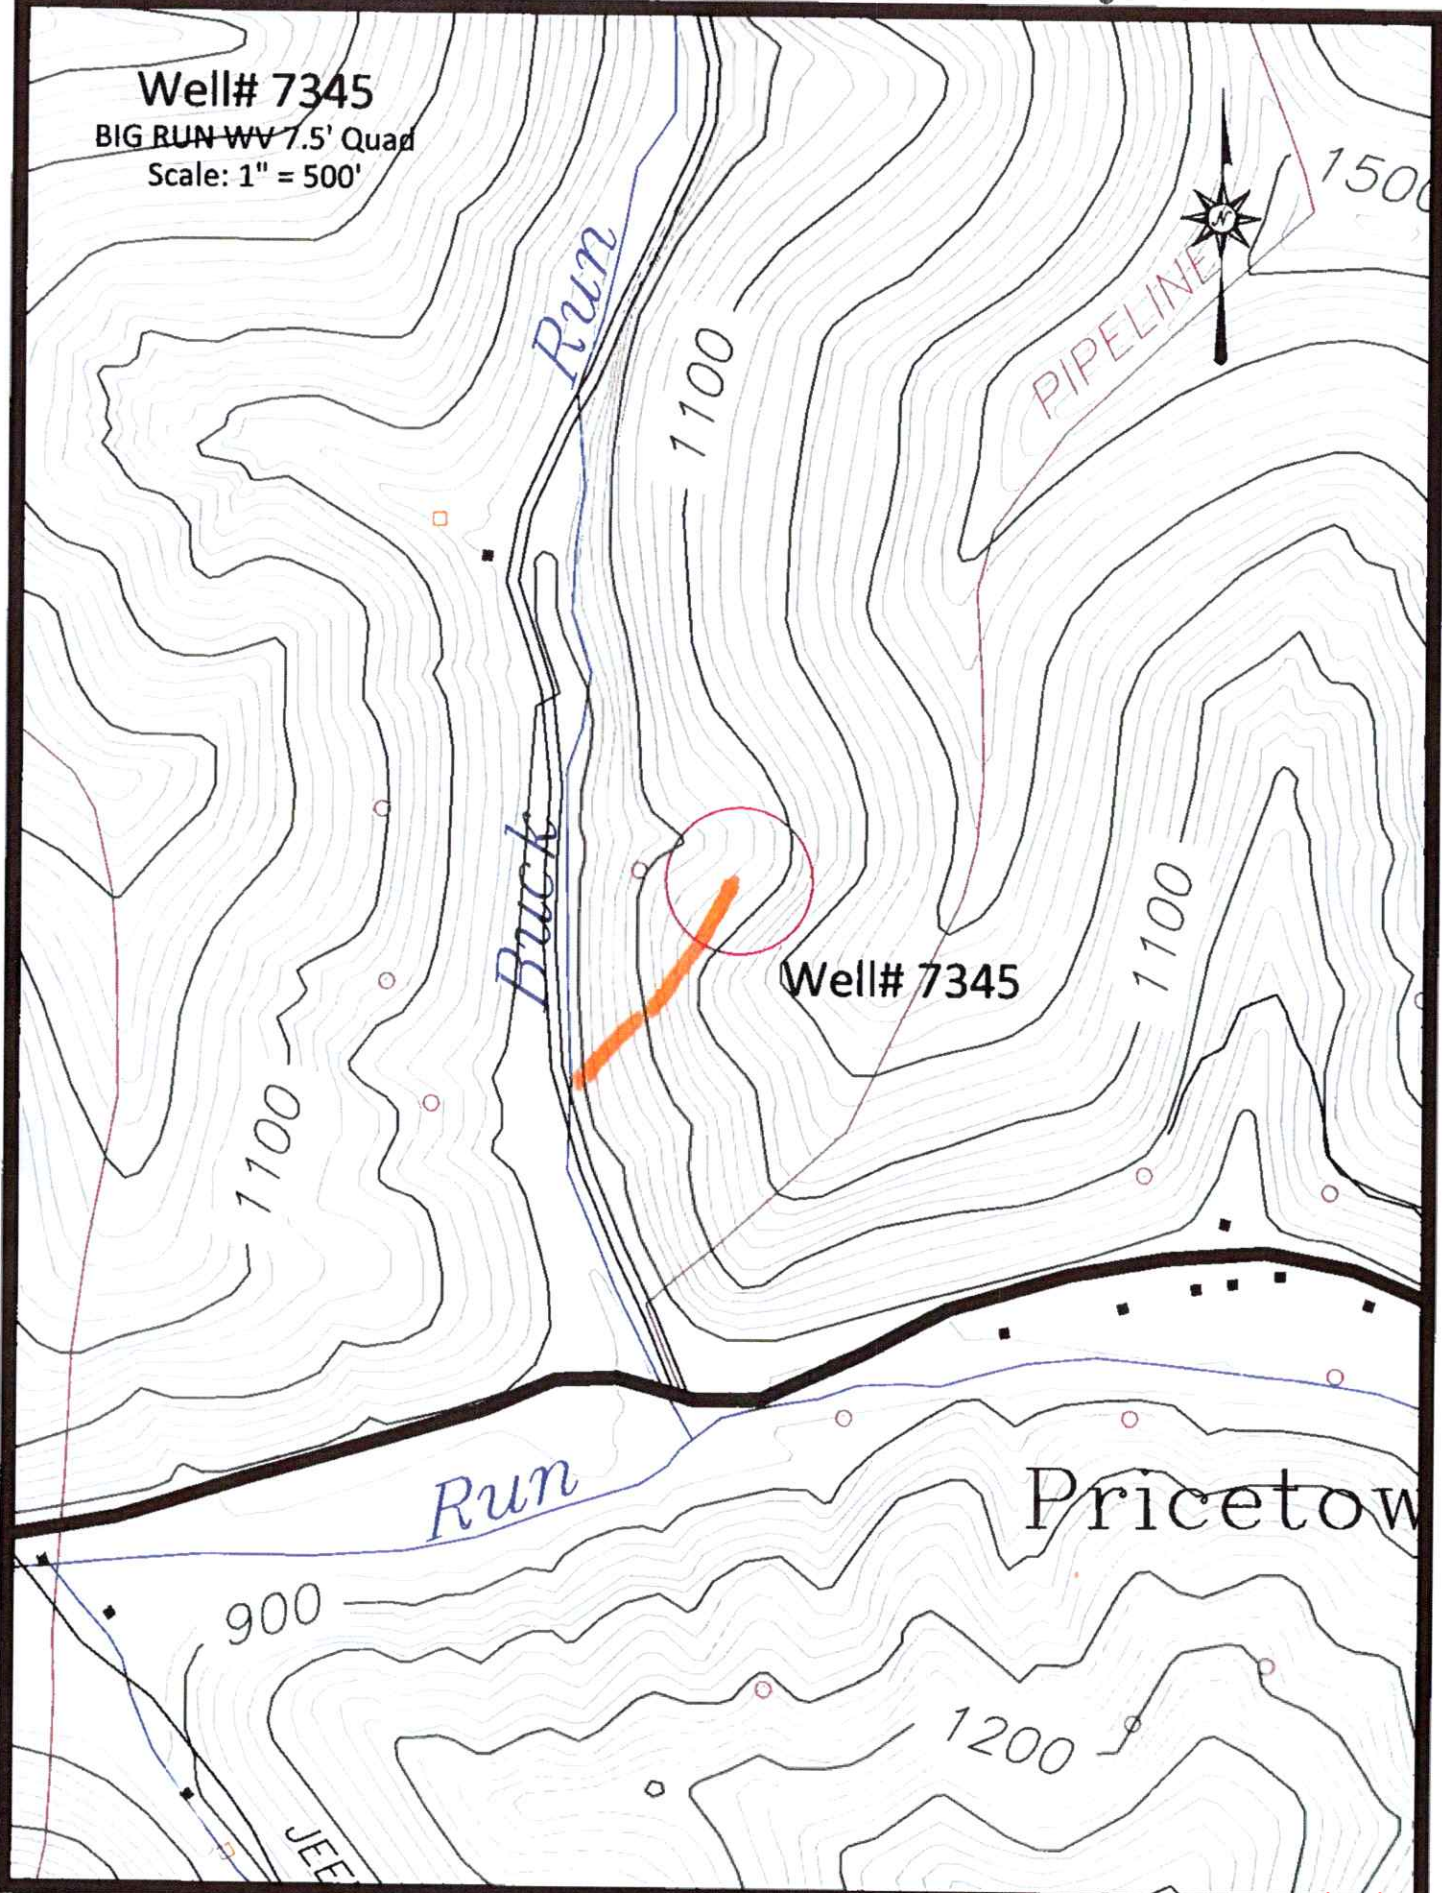 Well# 7345
BIG RUN WV 7.5' Quad
Scale: 1" = 500'
N
1500
Run
PIPELINE
1100
Buck
1100
Well# 7345
1100
Run
Pricetow
900
1200
JEE